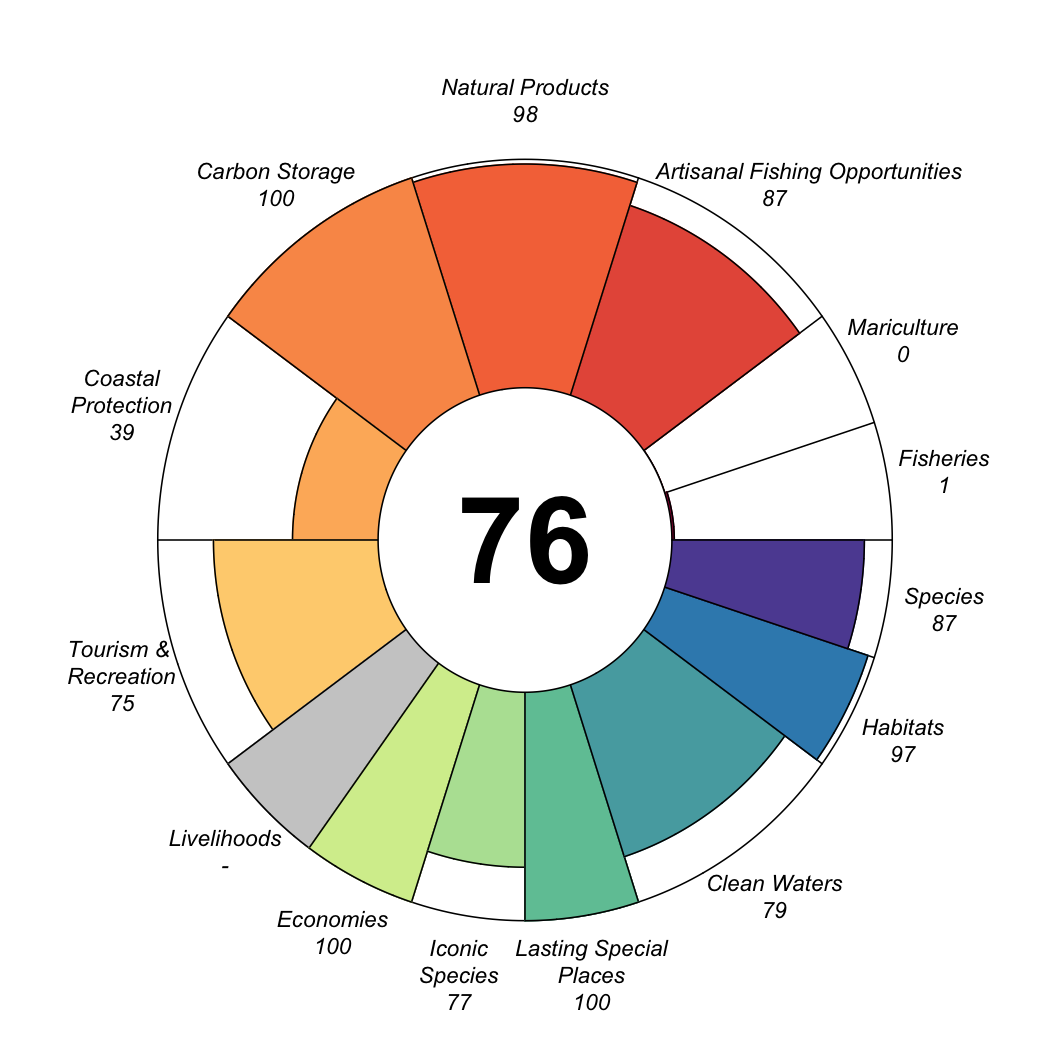 Natural Products
98
Carbon Storage
100
Artisanal Fishing Opportunities
87
Mariculture
0
Coastal
Protection
39
Fisheries
1
76
Species
87
Tourism &
Recreation
75
Habitats
97
Livelihoods
-
Clean Waters
79
Economies
100
Iconic
Species
77
Lasting Special
Places
100